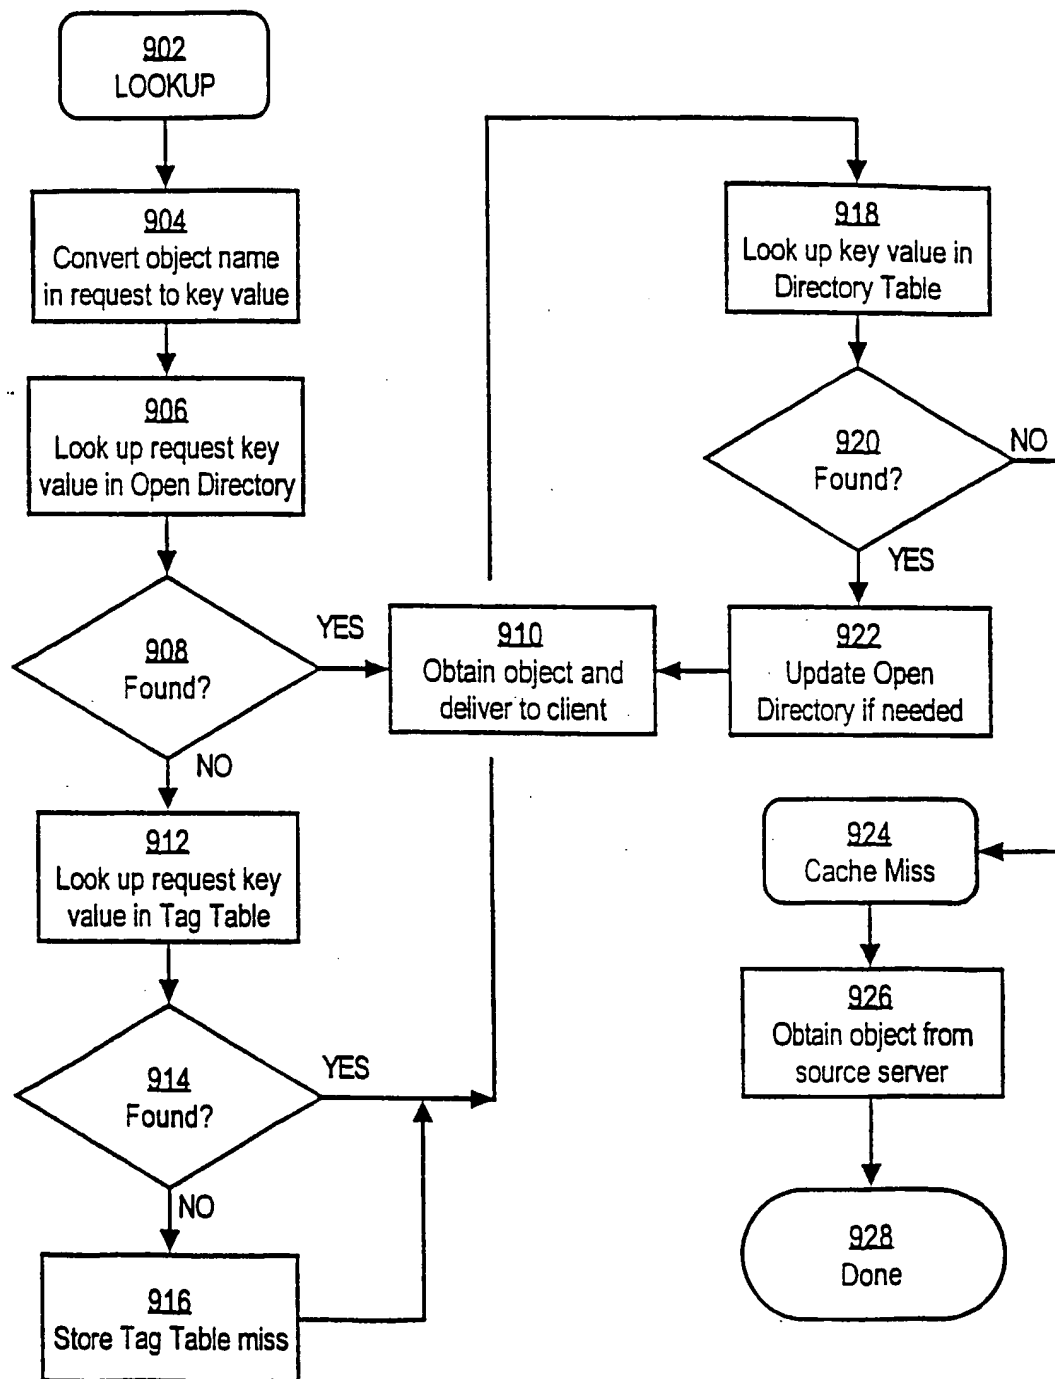 902
LOOKUP
904
Convert object name
in request to key value
906
Look up request key
value in Open Directory
908
Found?
YES
NO
910
Obtain object and
deliver to client
912
Look up request key
value in Tag Table
914
Found?
YES
NO
916
Store Tag Table miss
918
Look up key value in
Directory Table
920
Found?
NO
YES
922
Update Open
Directory if needed
924
Cache Miss
926
Obtain object from
source server
928
Done